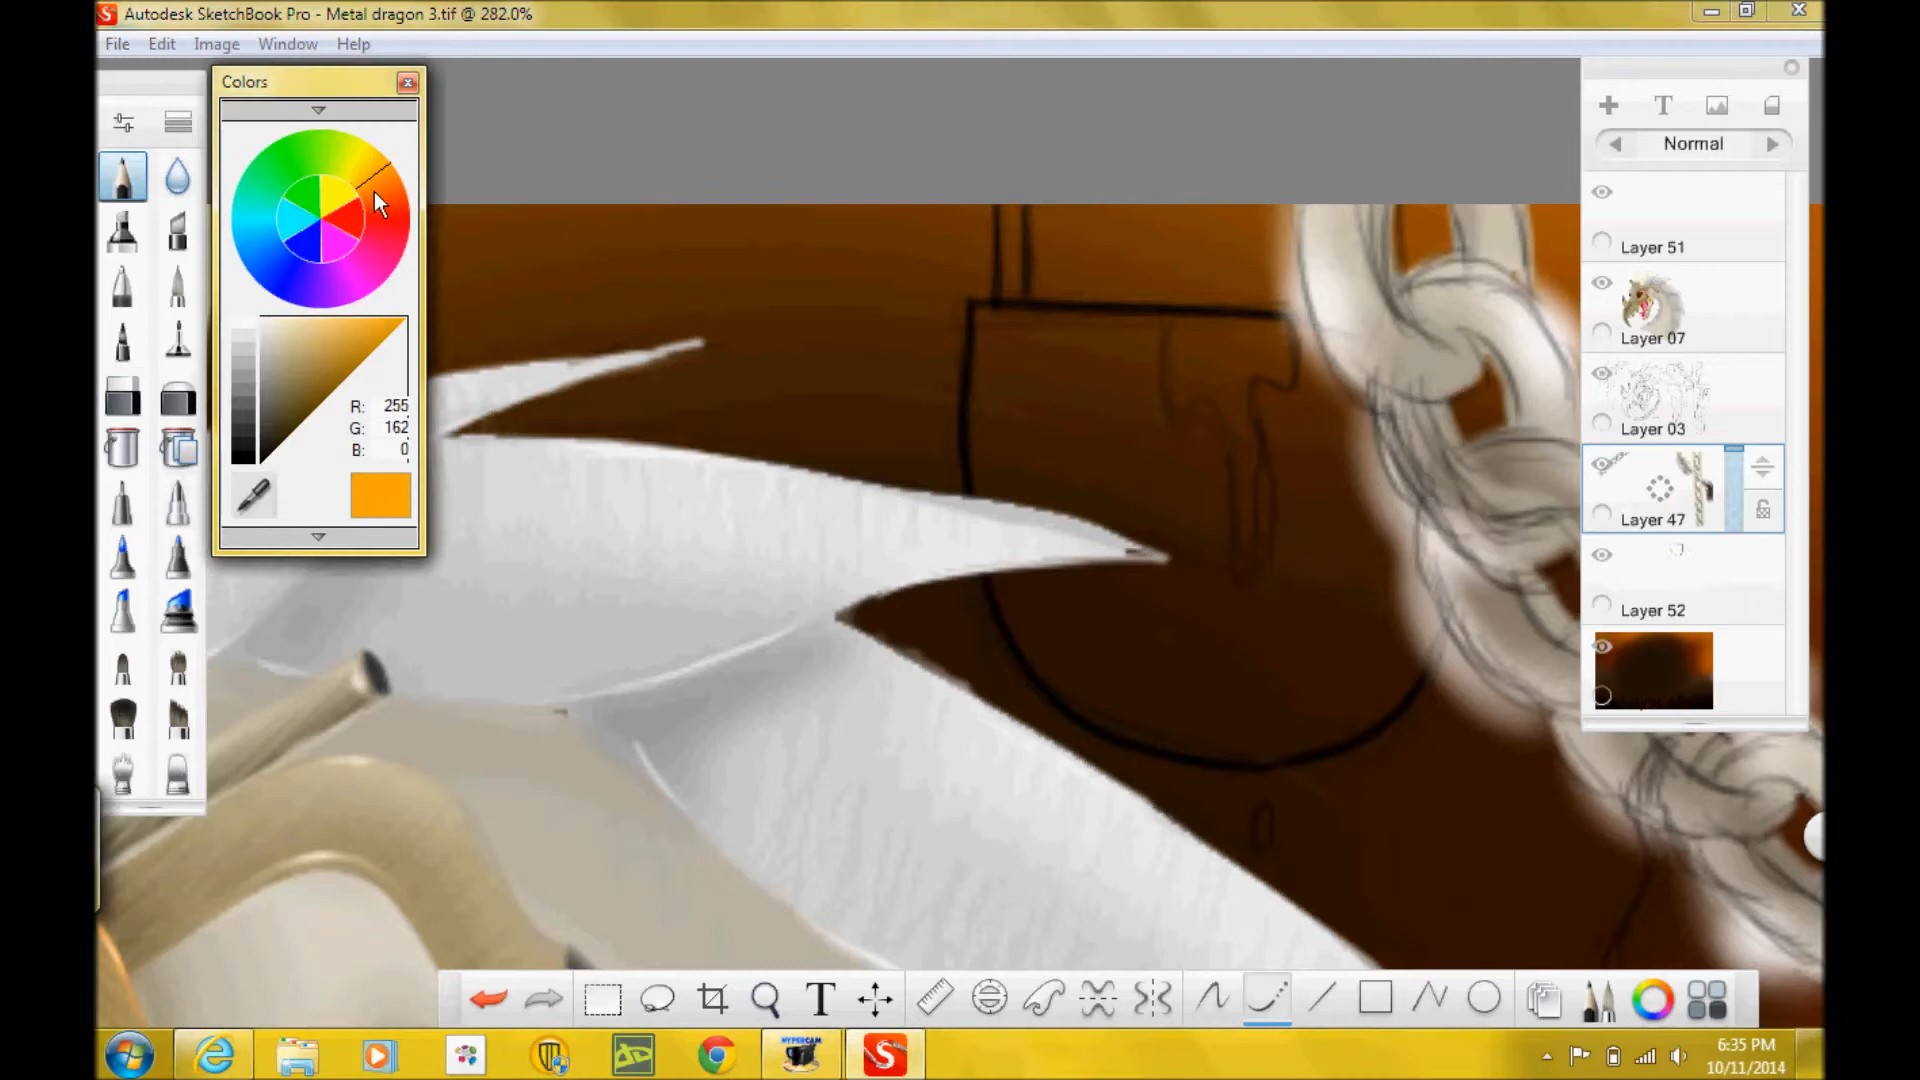 Autodesk SketchBook Pro - Metal dragon 3.tif @ 282.0%
File Edit Image Window Help
Colors
R: 255
G: 162
B: 0
Normal
Layer 51
Layer 07
Layer 03
Layer 47
Layer 52
T
HYPERCAM
6:35 PM
10/11/2014